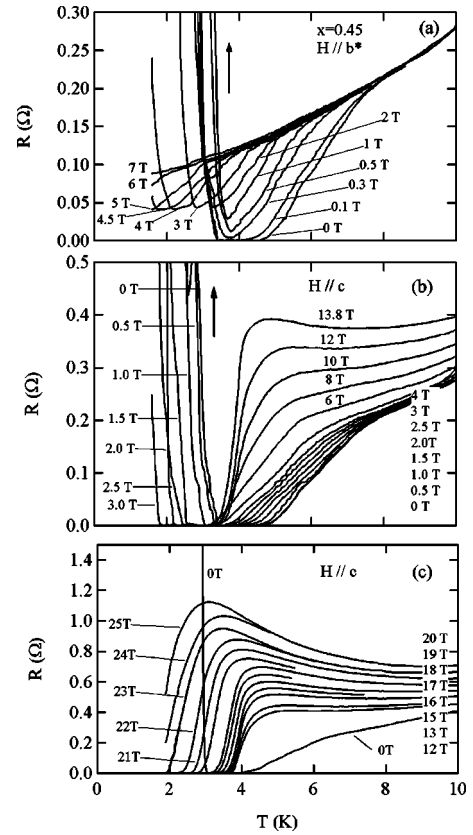 0.30
(a)
x=0.45
H // b*
0.25
0.20
R (Ω)
0.15
2 T
1 T
0.10
7 T
0.5 T
6 T
0.3 T
0.05
5 T
4.5 T
4 T
3 T
0.1 T
0 T
0.00
0.5
H // c
(b)
0 T
13.8 T
0.4
0.5 T
12 T
10 T
0.3
1.0 T
8 T
6 T
R (Ω)
4 T
3 T
0.2
1.5 T
2.5 T
2.0T
2.0 T
1.5 T
0.1
1.0 T
2.5 T
0.5 T
3.0 T
0 T
0.0
1.4
0T
H // c
(c)
1.2
1.0
25T
20 T
R (Ω)
0.8
24T
19 T
18 T
0.6
23T
17 T
16 T
0.4
22T
15 T
13 T
0.2
21T
0T
12 T
0.0
0
2
4
6
8
10
T (K)